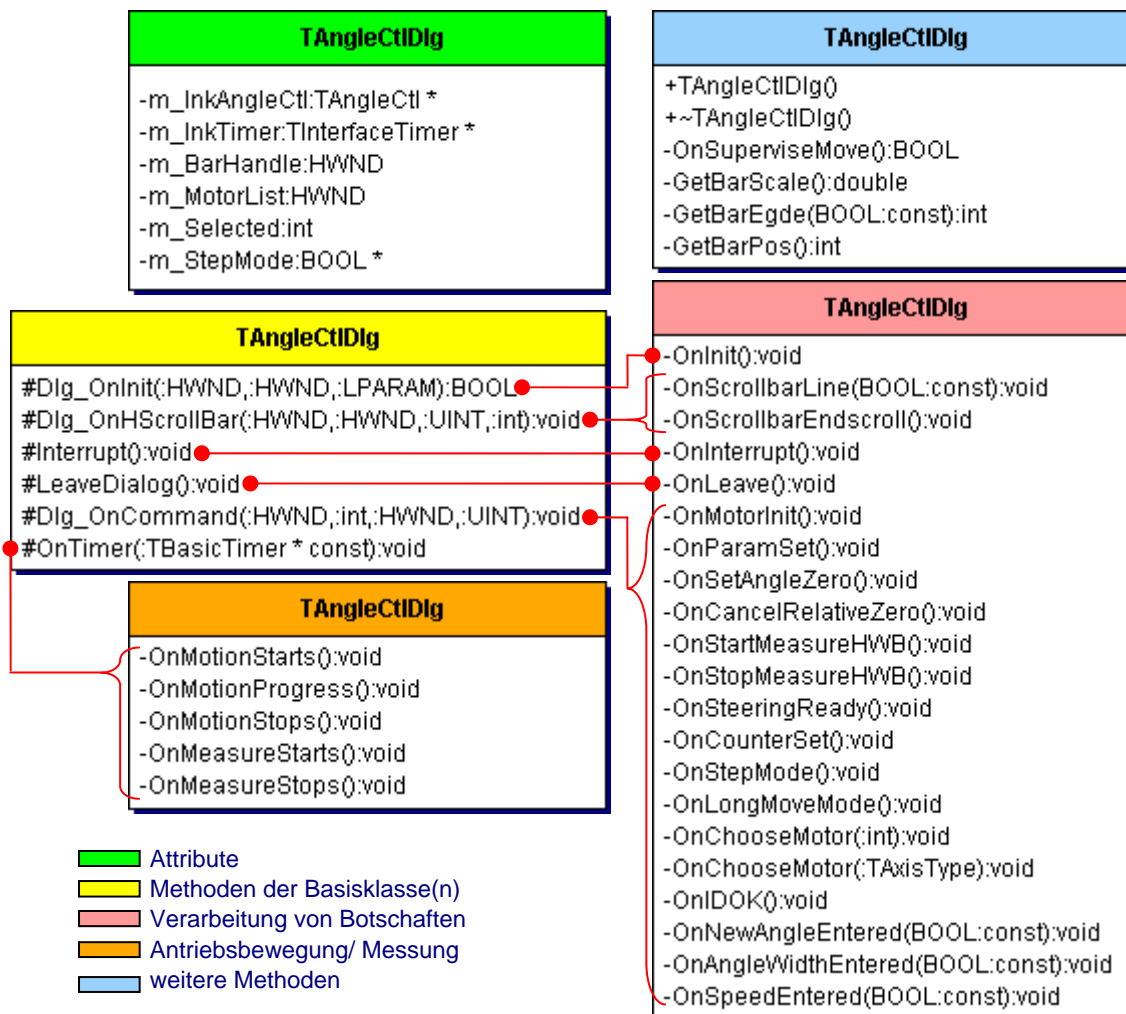 TAngleCtlDlg
-m_lnkAngleCtl:TAngleCtl *
-m_lnkTimer:TInterfaceTimer *
-m_BarHandle:HWND
-m_MotorList:HWND
-m_Selected:int
-m_StepMode:BOOL *
TAngleCtlDlg
+TAngleCtlDlg()
+~TAngleCtlDlg()
-OnSuperviseMove():BOOL
-GetBarScale():double
-GetBarEgde(BOOL:const):int
-GetBarPos():int
TAngleCtlDlg
#Dlg_OnInit(:HWND,:HWND,:LPARAM):BOOL
#Dlg_OnHScrollBar(:HWND,:HWND,:UINT,:int):void
#Interrupt():void
#LeaveDialog():void
#Dlg_OnCommand(:HWND,:int,:HWND,:UINT):void
#OnTimer(:TBasicTimer * const):void
TAngleCtlDlg
-OnInit():void
-OnScrollbarLine(BOOL:const):void
-OnScrollbarEndscroll():void
-OnInterrupt():void
-OnLeave():void
-OnMotorInit():void
-OnParamSet():void
-OnSetAngleZero():void
-OnCancelRelativeZero():void
-OnStartMeasureHWB():void
-OnStopMeasureHWB():void
-OnSteeringReady():void
-OnCounterSet():void
-OnStepMode():void
-OnLongMoveMode():void
-OnChooseMotor(:int):void
-OnChooseMotor(:TAxisType):void
-OnIDOK():void
-OnNewAngleEntered(BOOL:const):void
-OnAngleWidthEntered(BOOL:const):void
-OnSpeedEntered(BOOL:const):void
TAngleCtlDlg
-OnMotionStarts():void
-OnMotionProgress():void
-OnMotionStops():void
-OnMeasureStarts():void
-OnMeasureStops():void
Attribute
Methoden der Basisklasse(n)
Verarbeitung von Botschaften
Antriebsbewegung/ Messung
weitere Methoden